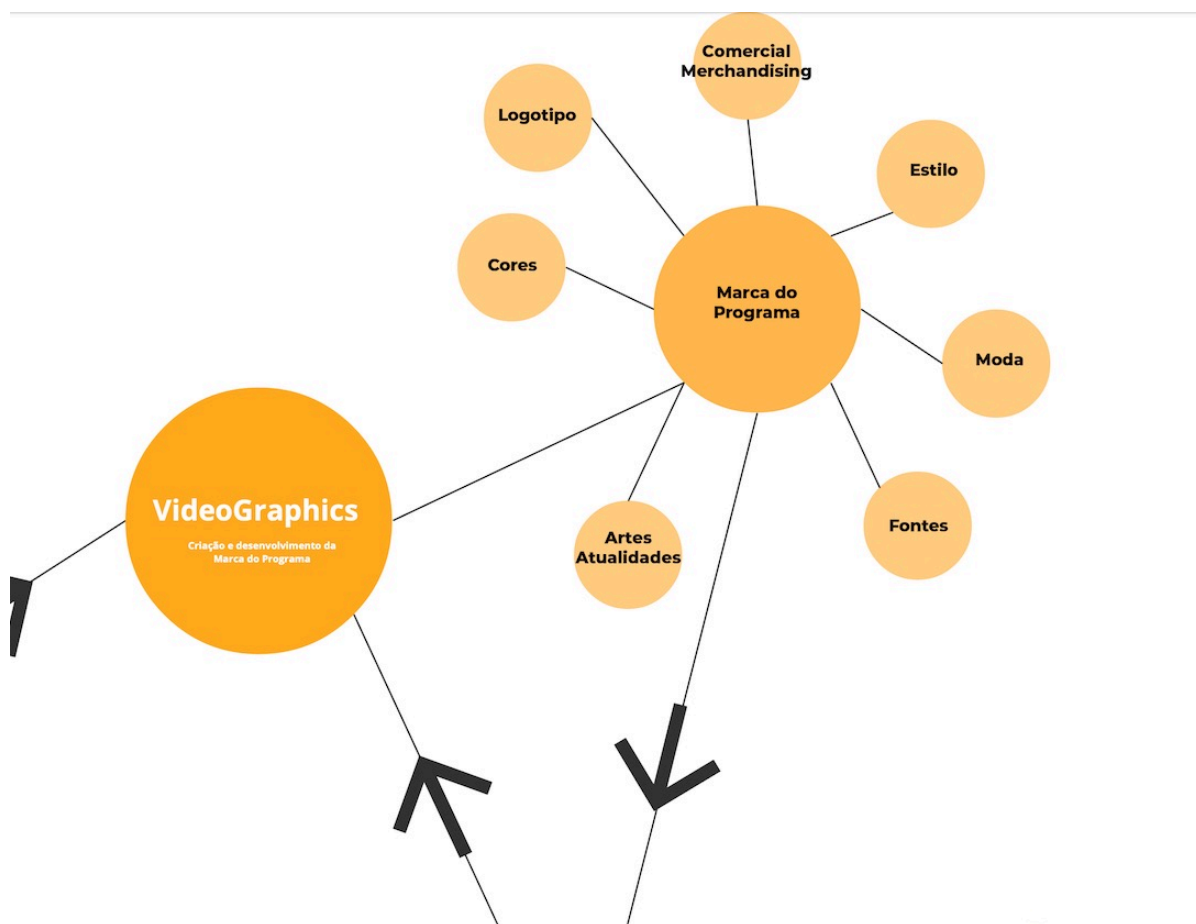 Comercial
Merchandising
Logotipo
Estilo
Cores
Marca do
Programa
Moda
VideoGraphics
Criação e desenvolvimento da
Marca do Programa
Artes
Atualidades
Fontes